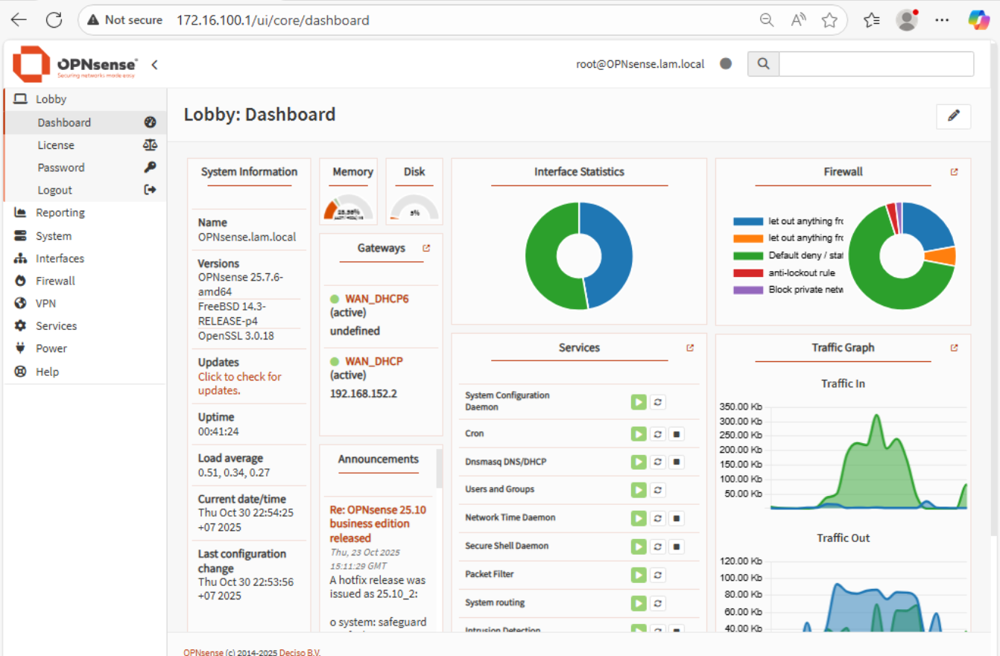 Not secure 172.16.100.1/ui/core/dashboard
OPNsense
Securing networks made easy
root@OPNsense.lam.local
Lobby
Dashboard
License
Password
Logout
Reporting
System
Interfaces
Firewall
VPN
Services
Power
Help
Lobby: Dashboard
System Information
Name
OPNsense.lam.local
Versions
OPNsense 25.7.6-
amd64
FreeBSD 14.3-
RELEASE-p4
OpenSSL 3.0.18
Updates
Click to check for
updates.
Uptime
00:41:24
Load average
0.51, 0.34, 0.27
Current date/time
Thu Oct 30 22:54:25
+07 2025
Last configuration
change
Thu Oct 30 22:53:56
+07 2025
Memory
Disk
5%
Gateways
WAN_DHCP6
(active)
undefined
WAN_DHCP
(active)
192.168.152.2
Announcements
Re: OPNsense 25.10
business edition
released
Thu, 23 Oct 2025
15:11:29 GMT
A hotfix release was
issued as 25.10_2:
o system: safeguard
Interface Statistics
Services
System Configuration
Daemon
Cron
Dnsmasq DNS/DHCP
Users and Groups
Network Time Daemon
Secure Shell Daemon
Packet Filter
System routing
Intrusion Detection
Firewall
let out anything fro
let out anything fro
Default deny / stat
anti-lockout rule
Block private netw
Traffic Graph
Traffic In
350.00 Kb
300.00 Kb
250.00 Kb
200.00 Kb
150.00 Kb
100.00 Kb
50.00 Kb
Traffic Out
120.00 Kb
100.00 Kb
80.00 Kb
60.00 Kb
40.00 Kb
OPNsense (c) 2014-2025 Deciso B.V.